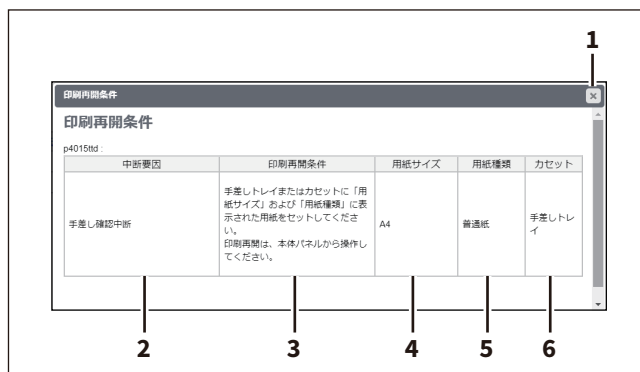 1
印刷再開条件
×
印刷再開条件
p4015ttd :
中断要因 印刷再開条件 用紙サイズ 用紙種類 カセット
手差し確認中断
手差しトレイまたはカセットに「用
紙サイズ」および「用紙種類」に表
示された用紙をセットしてくださ
い。
印刷再開は、本体パネルから操作し
てください。
A4
普通紙
手差しトレ
イ
2 3 4 5 6